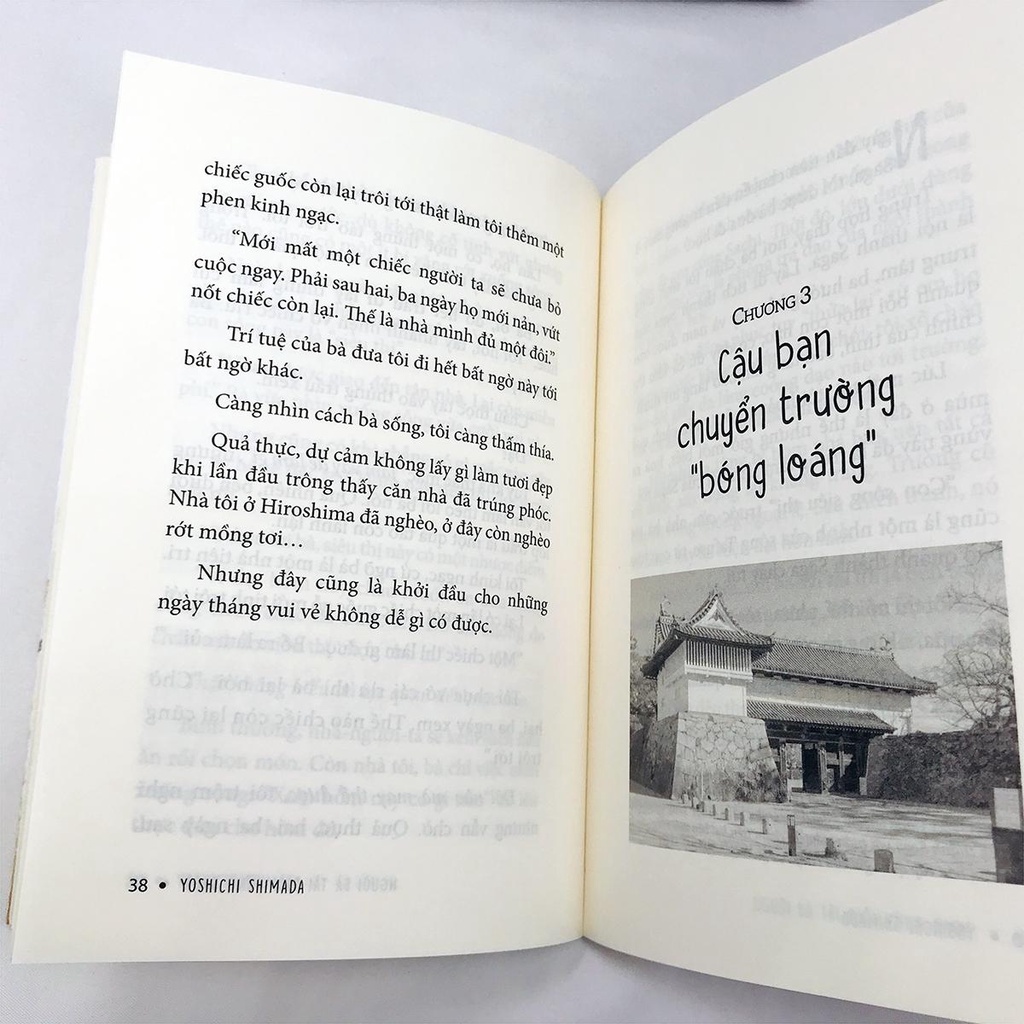 chiếc guốc còn lại trôi tới thật làm tôi thêm một
phen kinh ngạc.
“Mới mất một chiếc người ta sẽ chưa bỏ
cuộc ngay. Phải sau hai, ba ngày họ mới nản, vứt
nốt chiếc còn lại. Thế là nhà mình đủ một đôi.”
Trí tuệ của bà đưa tôi đi hết bất ngờ này tới
bất ngờ khác.
Càng nhìn cách bà sống, tôi càng thấm thía.
Quả thực, dự cảm không lấy gì làm tươi đẹp
khi lần đầu trông thấy căn nhà đã trúng phóc.
Nhà tôi ở Hiroshima đã nghèo, ở đây còn nghèo
rớt mồng tơi…
Nhưng đây cũng là khởi đầu cho những
ngày tháng vui vẻ không dễ gì có được.
38 • YOSHICHI SHIMADA
CHƯƠNG 3
Cậu bạn
chuyển trường
"bóng loáng"